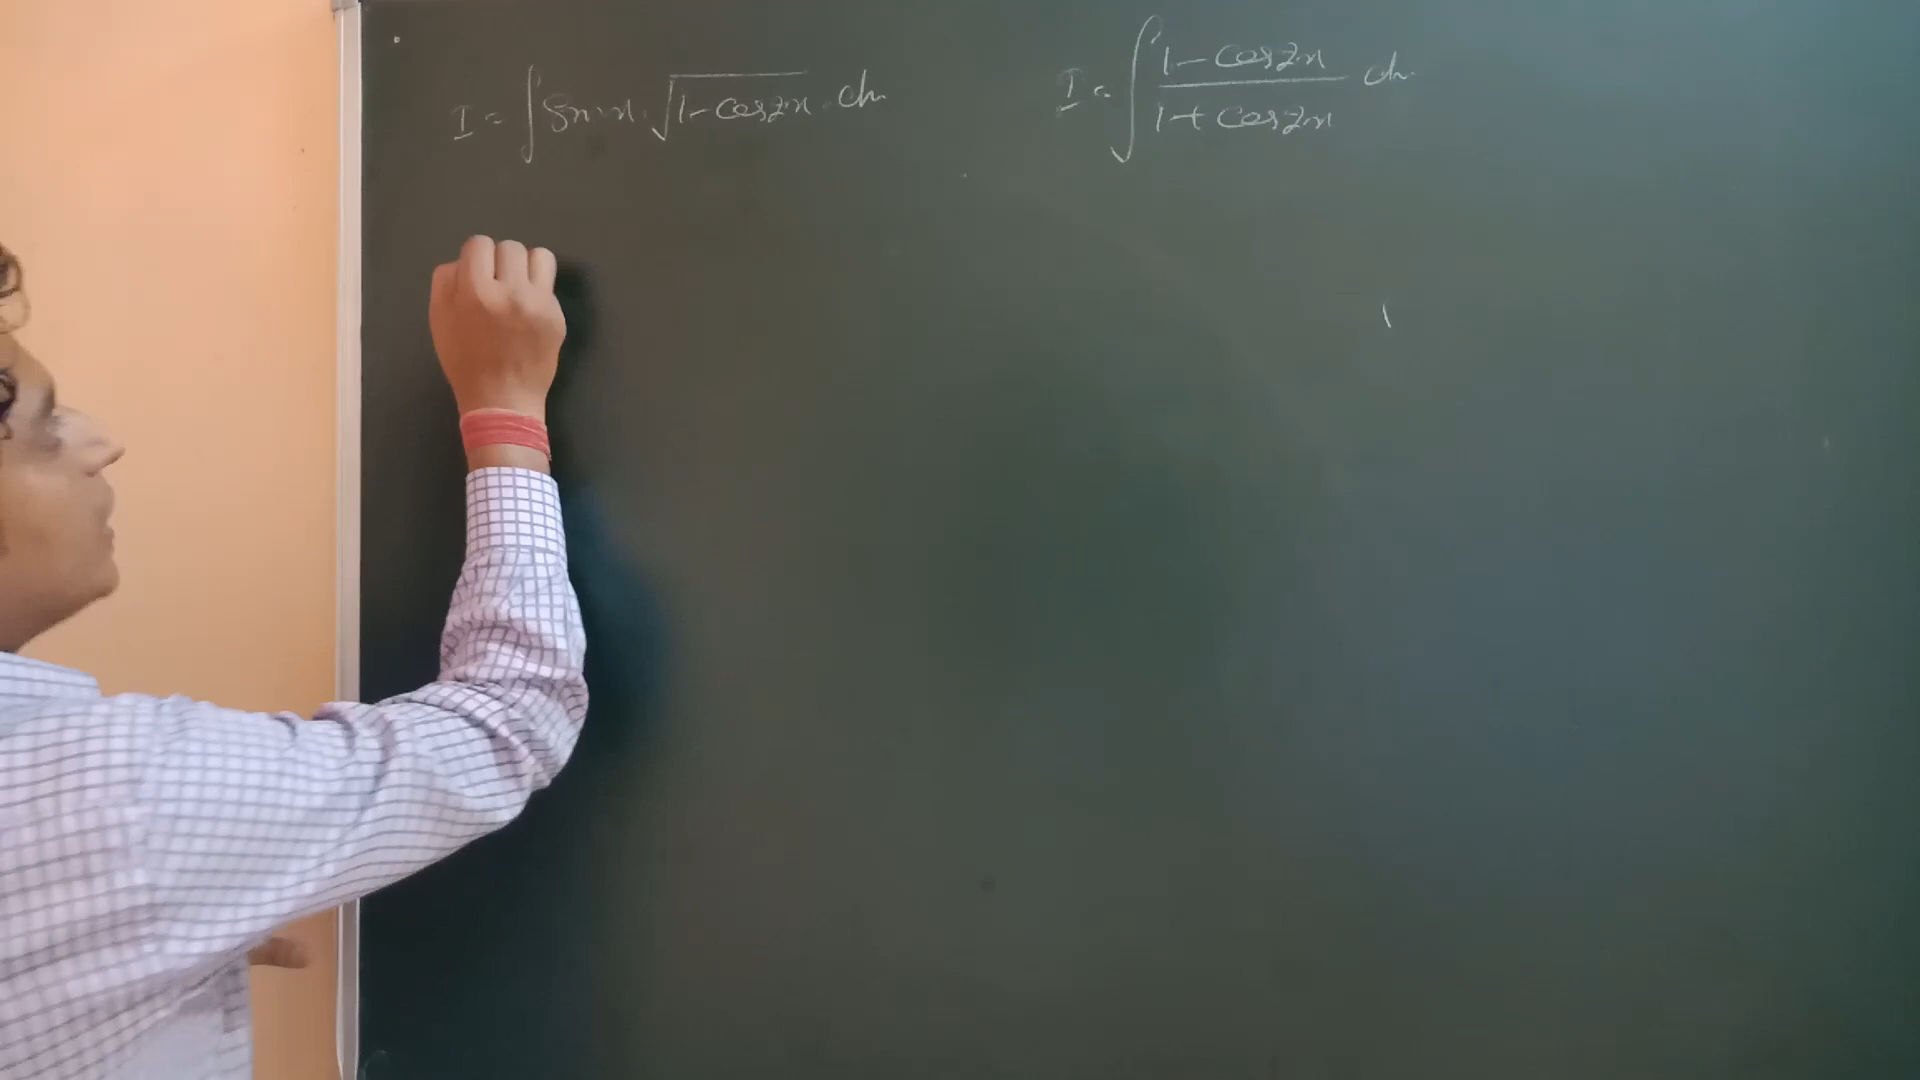 I = ∫ Sinx . √1-cos2x . dx
I = ∫ 1-cos2x / 1+cos2x dx